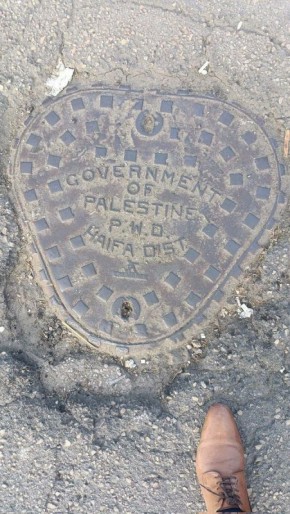 GOVERNMENT
OF
PALESTINE
P.W.D.
HAIFA DIST.